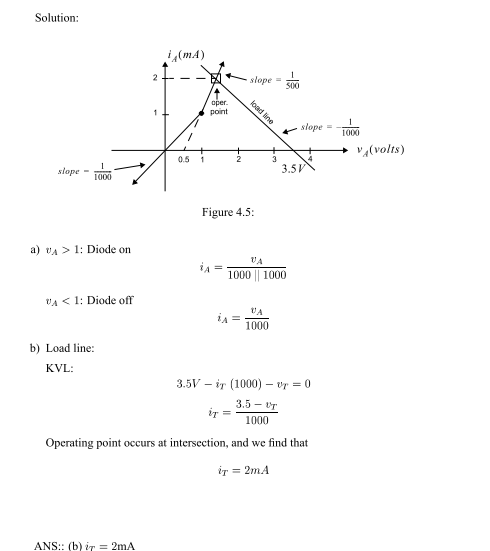 Solution:
i_A(mA)
2
slope = 1/500
oper.
point
load line
1
slope = -1/1000
v_A(volts)
0.5 1 2 3 4
3.5V
slope = 1/1000
Figure 4.5:
a) v_A > 1: Diode on
i_A = v_A / (1000 || 1000)
v_A < 1: Diode off
i_A = v_A / 1000
b) Load line:
KVL:
3.5V − i_T (1000) − v_T = 0
i_T = (3.5 − v_T) / 1000
Operating point occurs at intersection, and we find that
i_T = 2mA
ANS:: (b) i_T = 2mA